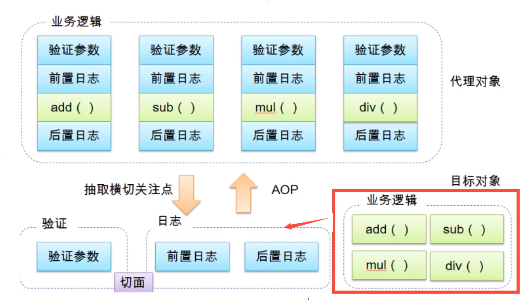 业务逻辑
验证参数 验证参数 验证参数 验证参数
前置日志 前置日志 前置日志 前置日志
代理对象
add ( ) sub ( ) mul ( ) div ( )
后置日志 后置日志 后置日志 后置日志
抽取横切关注点 AOP
目标对象
验证 日志 业务逻辑
add ( ) sub ( )
验证参数 前置日志 后置日志
mul ( ) div ( )
切面